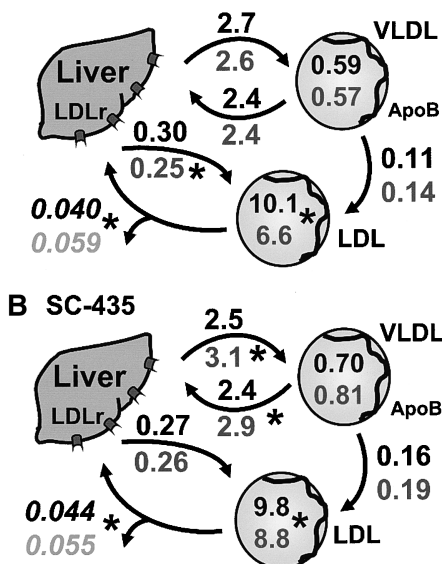 2.7
2.6
VLDL
Liver
0.59
0.57
2.4
2.4
LDLr
ApoB
0.30
0.25*
0.11
0.14
0.040*
0.059
10.1*
6.6
LDL
B SC-435
2.5
3.1*
VLDL
Liver
0.70
0.81
2.4
2.9*
LDLr
ApoB
0.27
0.26
0.16
0.19
0.044*
0.055
9.8*
8.8
LDL